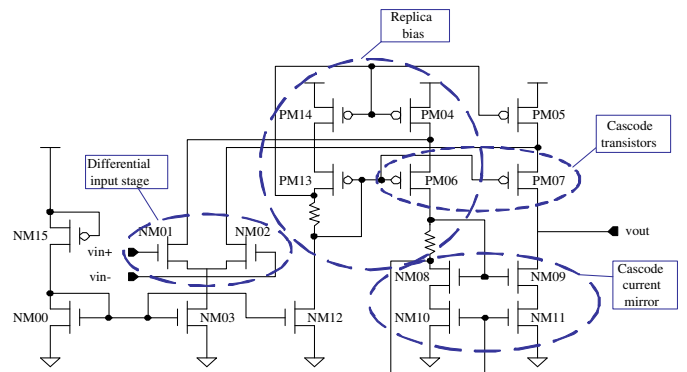 Replica
bias
PM14
PM04
PM05
Cascode
transistors
Differential
input stage
PM13
PM06
PM07
NM01
NM02
NM15
vin+
vin-
vout
NM08
NM09
Cascode
current
mirror
NM00
NM03
NM12
NM10
NM11